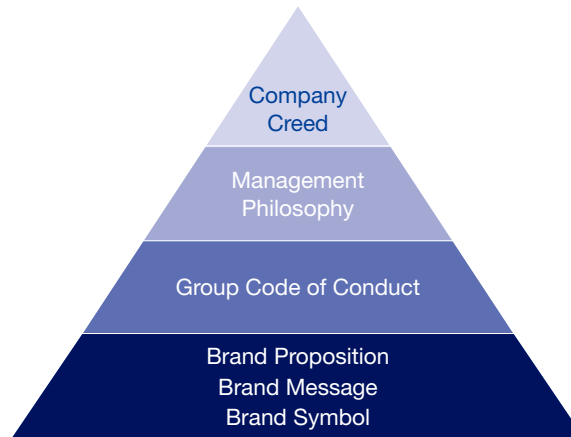 Company
Creed
Management
Philosophy
Group Code of Conduct
Brand Proposition
Brand Message
Brand Symbol